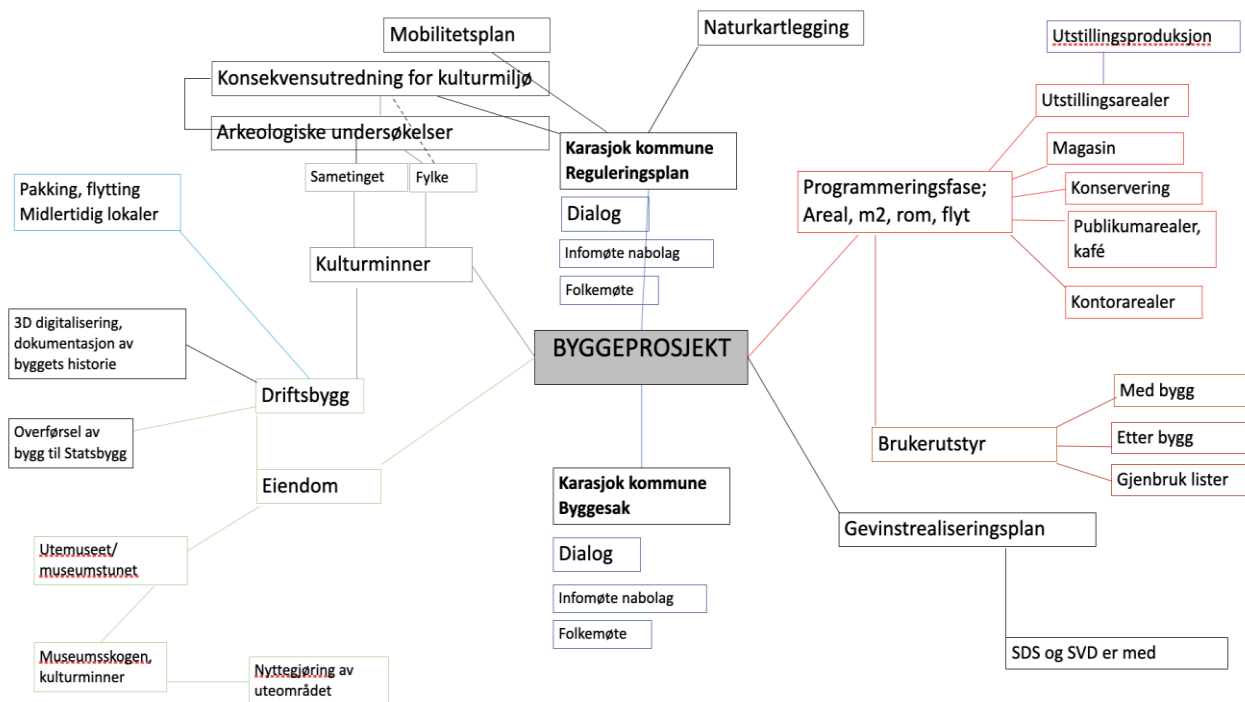 Mobilitetsplan
Naturkartlegging
Utstillingsproduksjon
Konsekvensutredning for kulturmiljø
Utstillingsarealer
Arkeologiske undersøkelser
Karasjok kommune
Reguleringsplan
Magasin
Sametinget
Fylke
Programmeringsfase;
Areal, m2, rom, flyt
Konservering
Pakking, flytting
Midlertidig lokaler
Dialog
Publikumarealer,
kafé
Kulturminner
Infomøte nabolag
Folkemøte
Kontorarealer
3D digitalisering,
dokumentasjon av
byggets historie
BYGGEPROSJEKT
Driftsbygg
Med bygg
Overførsel av
bygg til Statsbygg
Brukerutstyr
Etter bygg
Eiendom
Karasjok kommune
Byggesak
Gjenbruk lister
Gevinstrealiseringsplan
Utemuseet/
museumstunet
Dialog
Infomøte nabolag
Folkemøte
Museumsskogen,
kulturminner
Nyttegjøring av
uteområdet
SDS og SVD er med